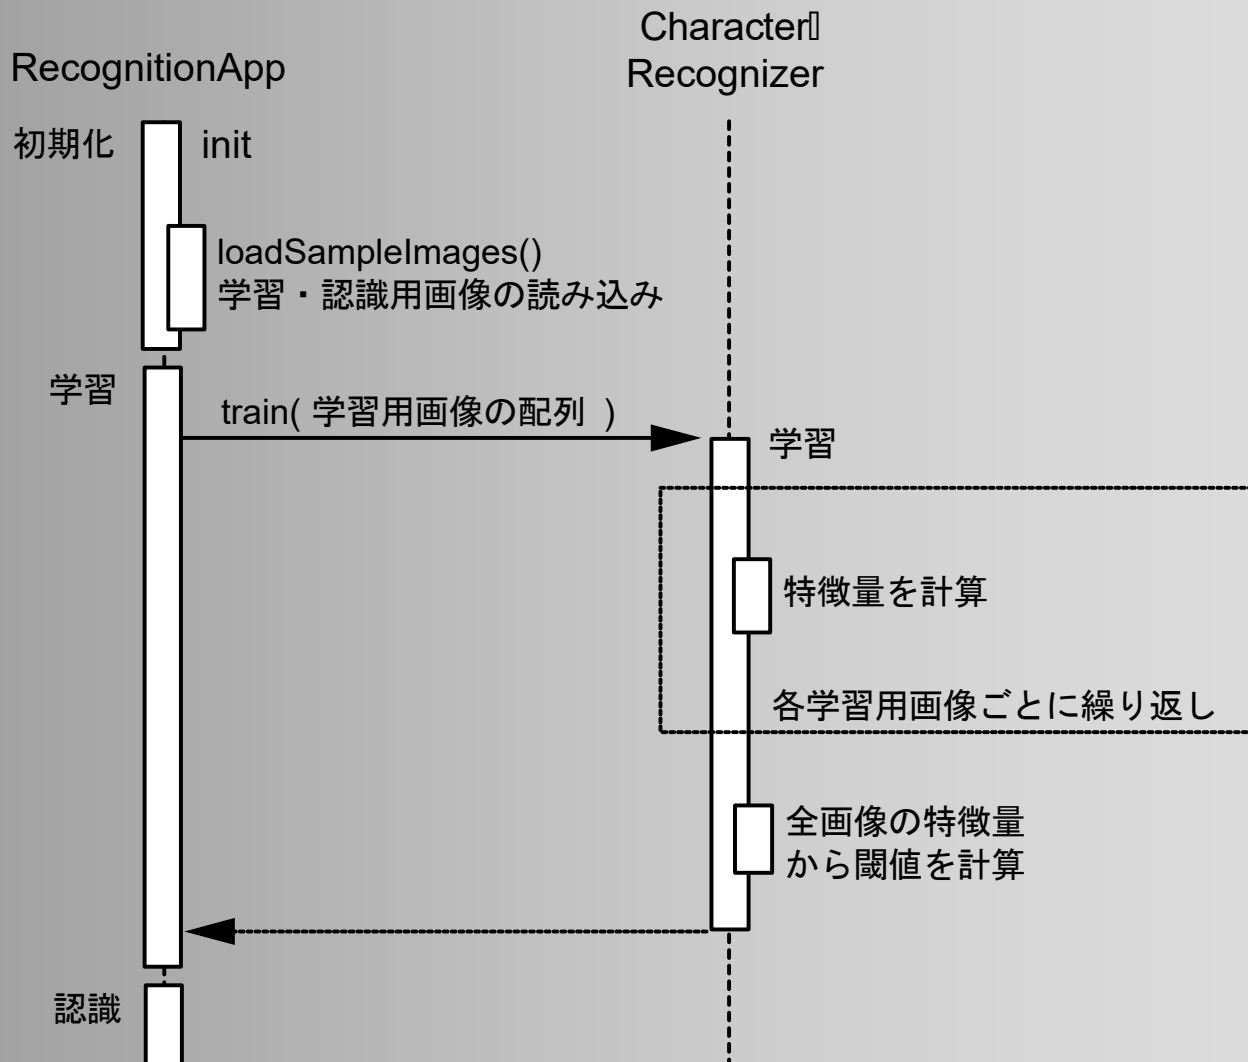 RecognitionApp
Character
Recognizer
初期化
init
loadSampleImages()
学習・認識用画像の読み込み
学習
train( 学習用画像の配列 )
学習
特徴量を計算
各学習用画像ごとに繰り返し
全画像の特徴量
から閾値を計算
認識